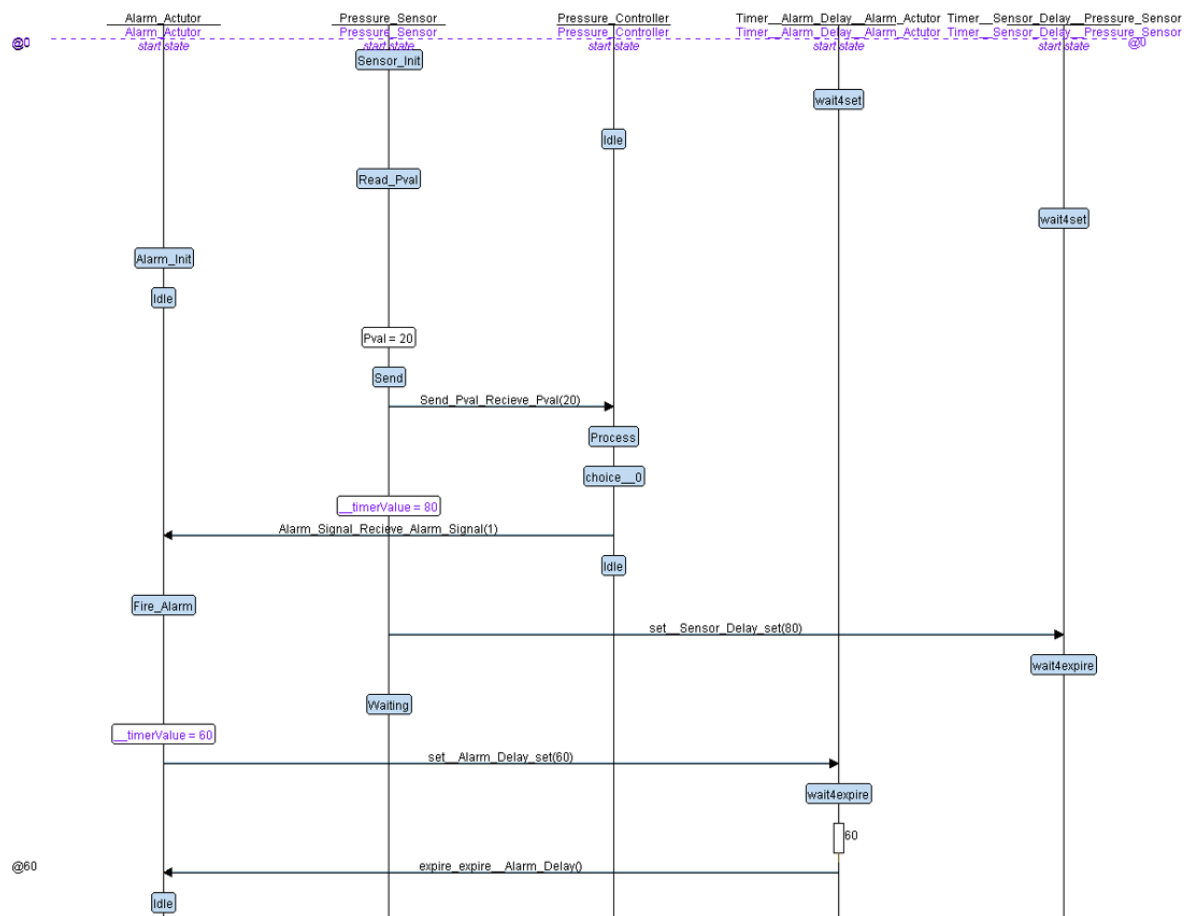 Alarm_Actutor
Pressure_Sensor
Pressure_Controller
Timer__Alarm_Delay__Alarm_Actutor
Timer__Sensor_Delay__Pressure_Sensor
Alarm_Actutor
Pressure_Sensor
Pressure_Controller
Timer__Alarm_Delay__Alarm_Actutor
Timer__Sensor_Delay__Pressure_Sensor
@0
start state
start state
start state
start state
start state
@0
Sensor_Init
wait4set
Idle
Read_Pval
wait4set
Alarm_Init
Idle
Pval = 20
Send
Send_Pval_Recieve_Pval(20)
Process
choice__0
__timerValue = 80
Alarm_Signal_Recieve_Alarm_Signal(1)
Idle
Fire_Alarm
set__Sensor_Delay_set(80)
wait4expire
Waiting
__timerValue = 60
set__Alarm_Delay_set(60)
wait4expire
60
@60
expire_expire__Alarm_Delay()
Idle